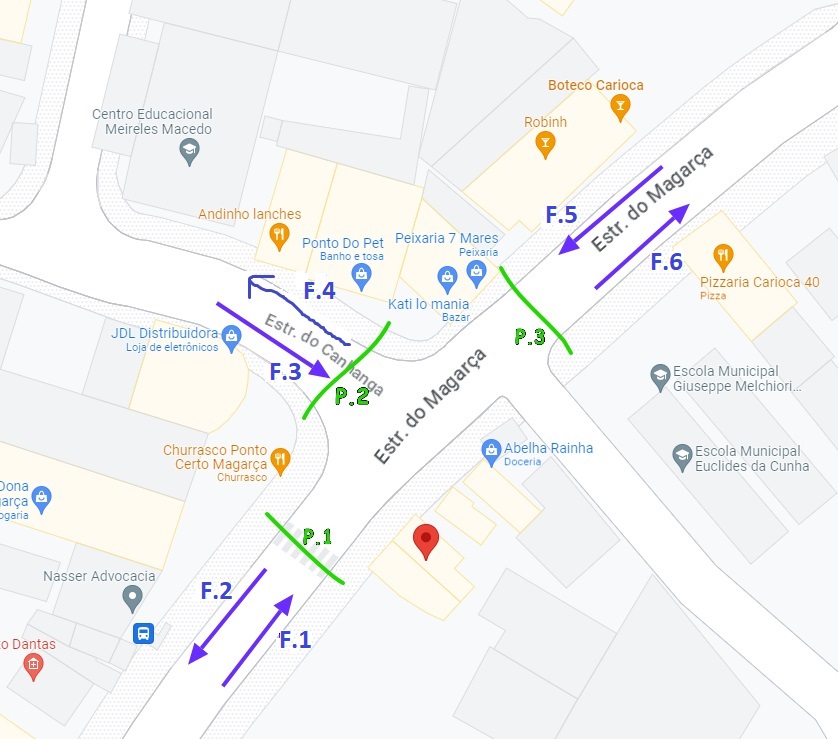 Boteco Carioca
Centro Educacional
Meireles Macedo
Robinh
Estr. do Magarça
Andinho lanches
F.5
Ponto Do Pet
Banho e tosa
Peixaria 7 Mares
Peixaria
F.6
F.4
Pizzaria Carioca 40
Pizza
Kati lo mania
Bazar
JDL Distribuidora
Loja de eletrônicos
Estr. do Cantanga
P.3
F.3
Estr. do Magarça
P.2
Escola Municipal
Giuseppe Melchiori...
Churrasco Ponto
Certo Magarça
Churrasco
Abelha Rainha
Doceria
Escola Municipal
Euclides da Cunha
Dona
garça
ogaria
P.1
Nasser Advocacia
F.2
F.1
o Dantas